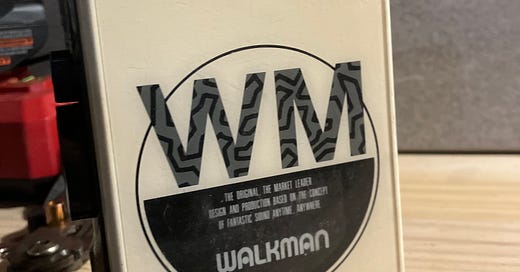 WM
THE ORIGINAL, THE MARKET LEADER
DESIGN AND PRODUCTION BASED ON THE CONCEPT
OF FANTASTIC SOUND ANYTIME, ANYWHERE
WALKMAN